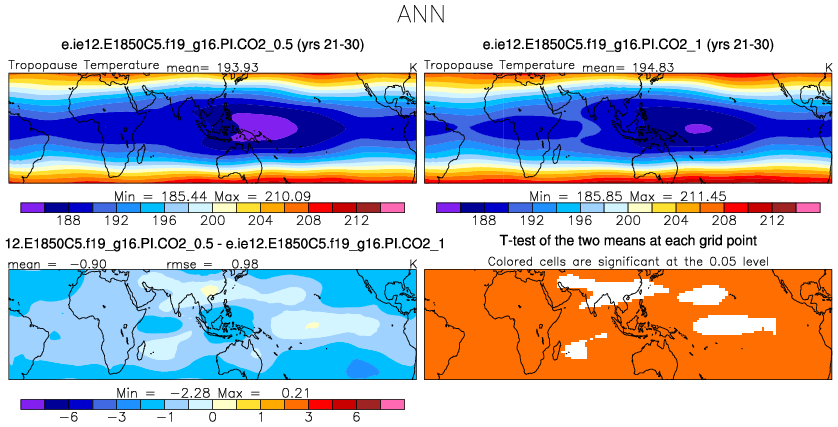 ANN
e.ie12.E1850C5.f19_g16.PI.CO2_0.5 (yrs 21-30)
Tropopause Temperature mean= 193.93 K
e.ie12.E1850C5.f19_g16.PI.CO2_1 (yrs 21-30)
Tropopause Temperature mean= 194.83 K
Min = 185.44 Max = 210.09
188 192 196 200 204 208 212
Min = 185.85 Max = 211.45
188 192 196 200 204 208 212
12.E1850C5.f19_g16.PI.CO2_0.5 - e.ie12.E1850C5.f19_g16.PI.CO2_1
mean = -0.90 rmse = 0.98 K
T-test of the two means at each grid point
Colored cells are significant at the 0.05 level
Min = -2.28 Max = 0.21
-6 -3 -1 0 1 3 6